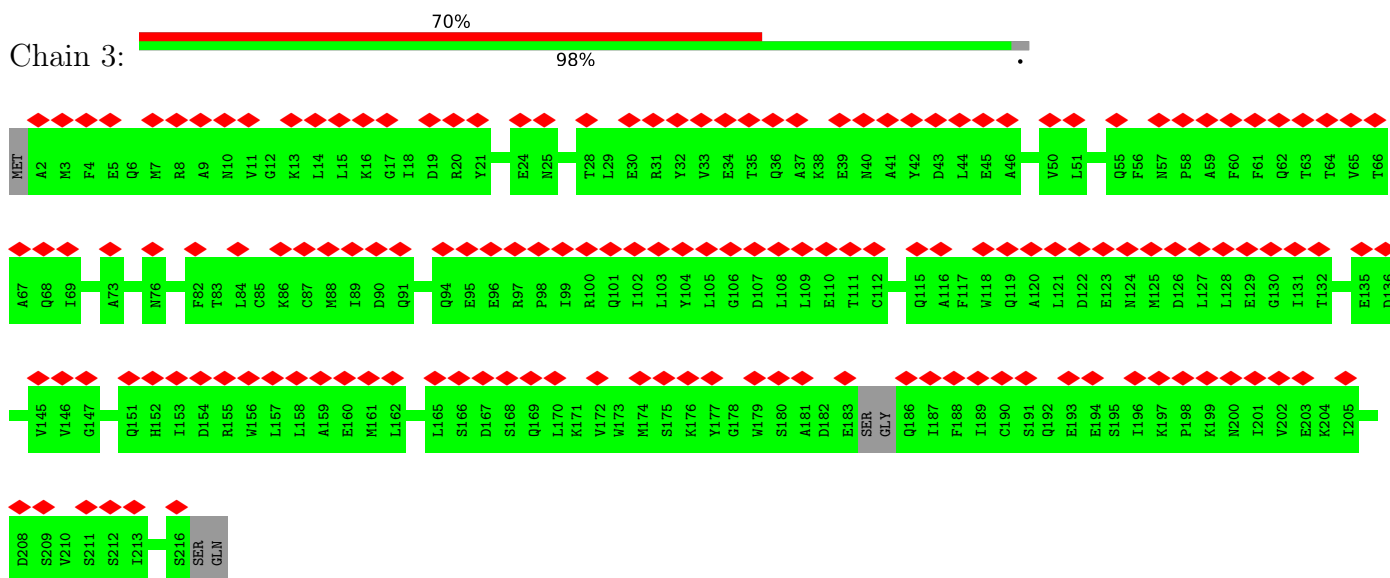 70%
Chain 3:
98%
.
MET A2 M3 F4 E5 Q6 M7 R8 A9 N10 V11 G12 K13 L14 L15 K16 G17 I18 D19 R20 Y21 E24 N25 T28 L29 E30 R31 Y32 V33 E34 T35 Q36 A37 K38 E39 N40 A41 Y42 D43 L44 E45 A46 V50 L51 Q55 F56 N57 P58 A59 F60 F61 Q62 T63 T64 V65 T66
A67 Q68 I69 A73 N76 F82 T83 L84 C85 K86 C87 M88 I89 D90 Q91 Q94 E95 E96 R97 P98 I99 R100 Q101 I102 L103 Y104 L105 G106 D107 L108 L109 E110 T111 C112 Q115 A116 F117 W118 Q119 A120 L121 D122 E123 N124 M125 D126 L127 L128 E129 G130 I131 T132 E135 D136
V145 V146 G147 Q151 H152 I153 D154 R155 W156 L157 L158 A159 E160 M161 L162 L165 S166 D167 S168 Q169 L170 K171 V172 W173 M174 S175 K176 Y177 G178 W179 S180 A181 D182 E183 SER GLY Q186 I187 F188 I189 C190 S191 Q192 E193 E194 S195 I196 K197 P198 K199 N200 I201 V202 E203 K204 I205
D208 S209 V210 S211 S212 I213 S216 SER GLN